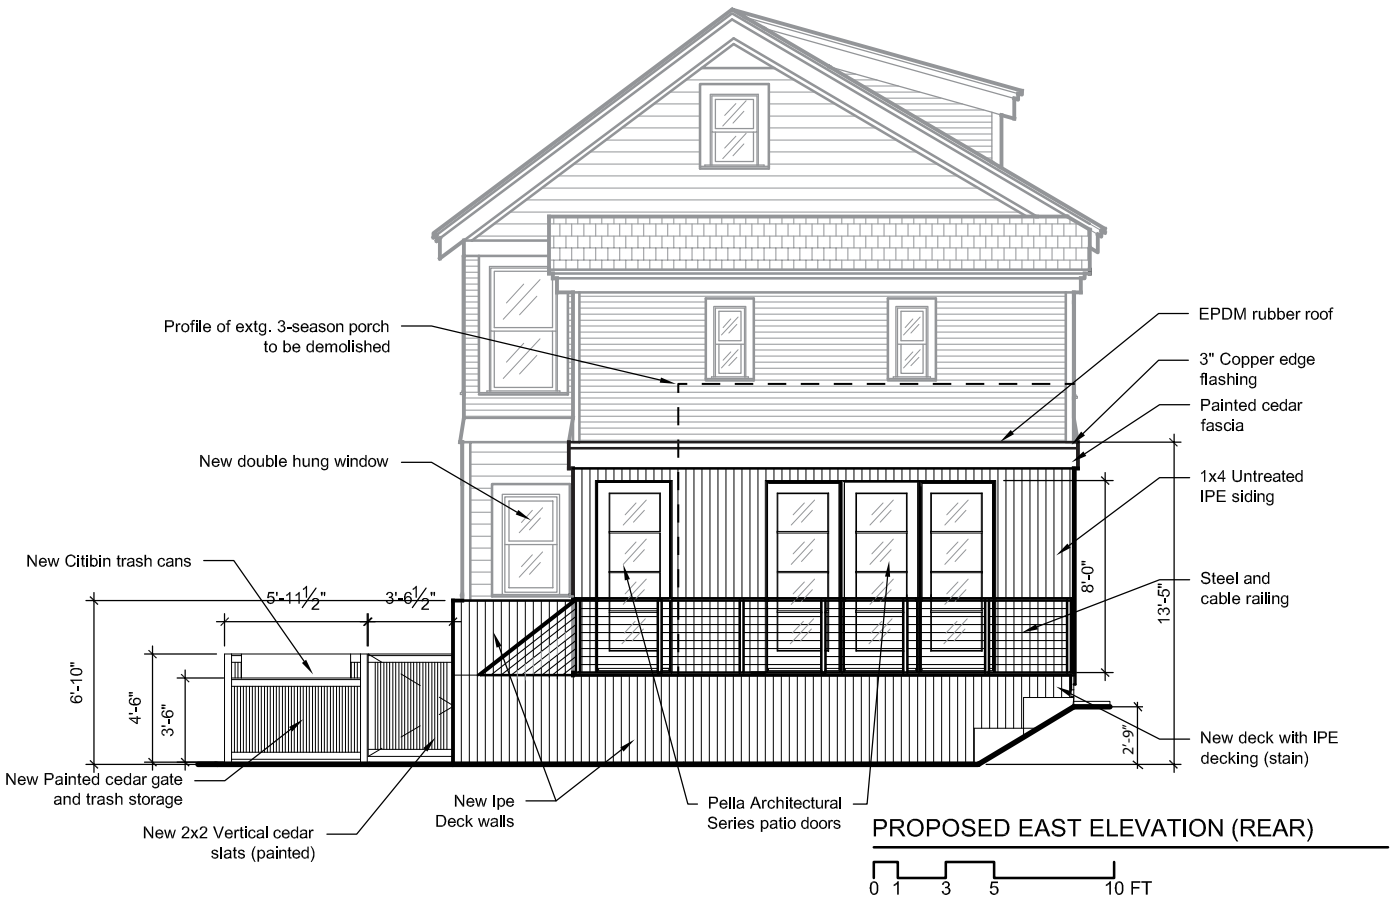 Profile of extg. 3-season porch
to be demolished
New double hung window
New Citibin trash cans
5'-11½"
3'-6½"
6'-10"
4'-6"
3'-6"
New Painted cedar gate
and trash storage
New 2x2 Vertical cedar
slats (painted)
New Ipe
Deck walls
Pella Architectural
Series patio doors
EPDM rubber roof
3" Copper edge
flashing
Painted cedar
fascia
1x4 Untreated
IPE siding
8'-0"
13'-5"
Steel and
cable railing
2'-9"
New deck with IPE
decking (stain)
PROPOSED EAST ELEVATION (REAR)
0 1 3 5 10 FT